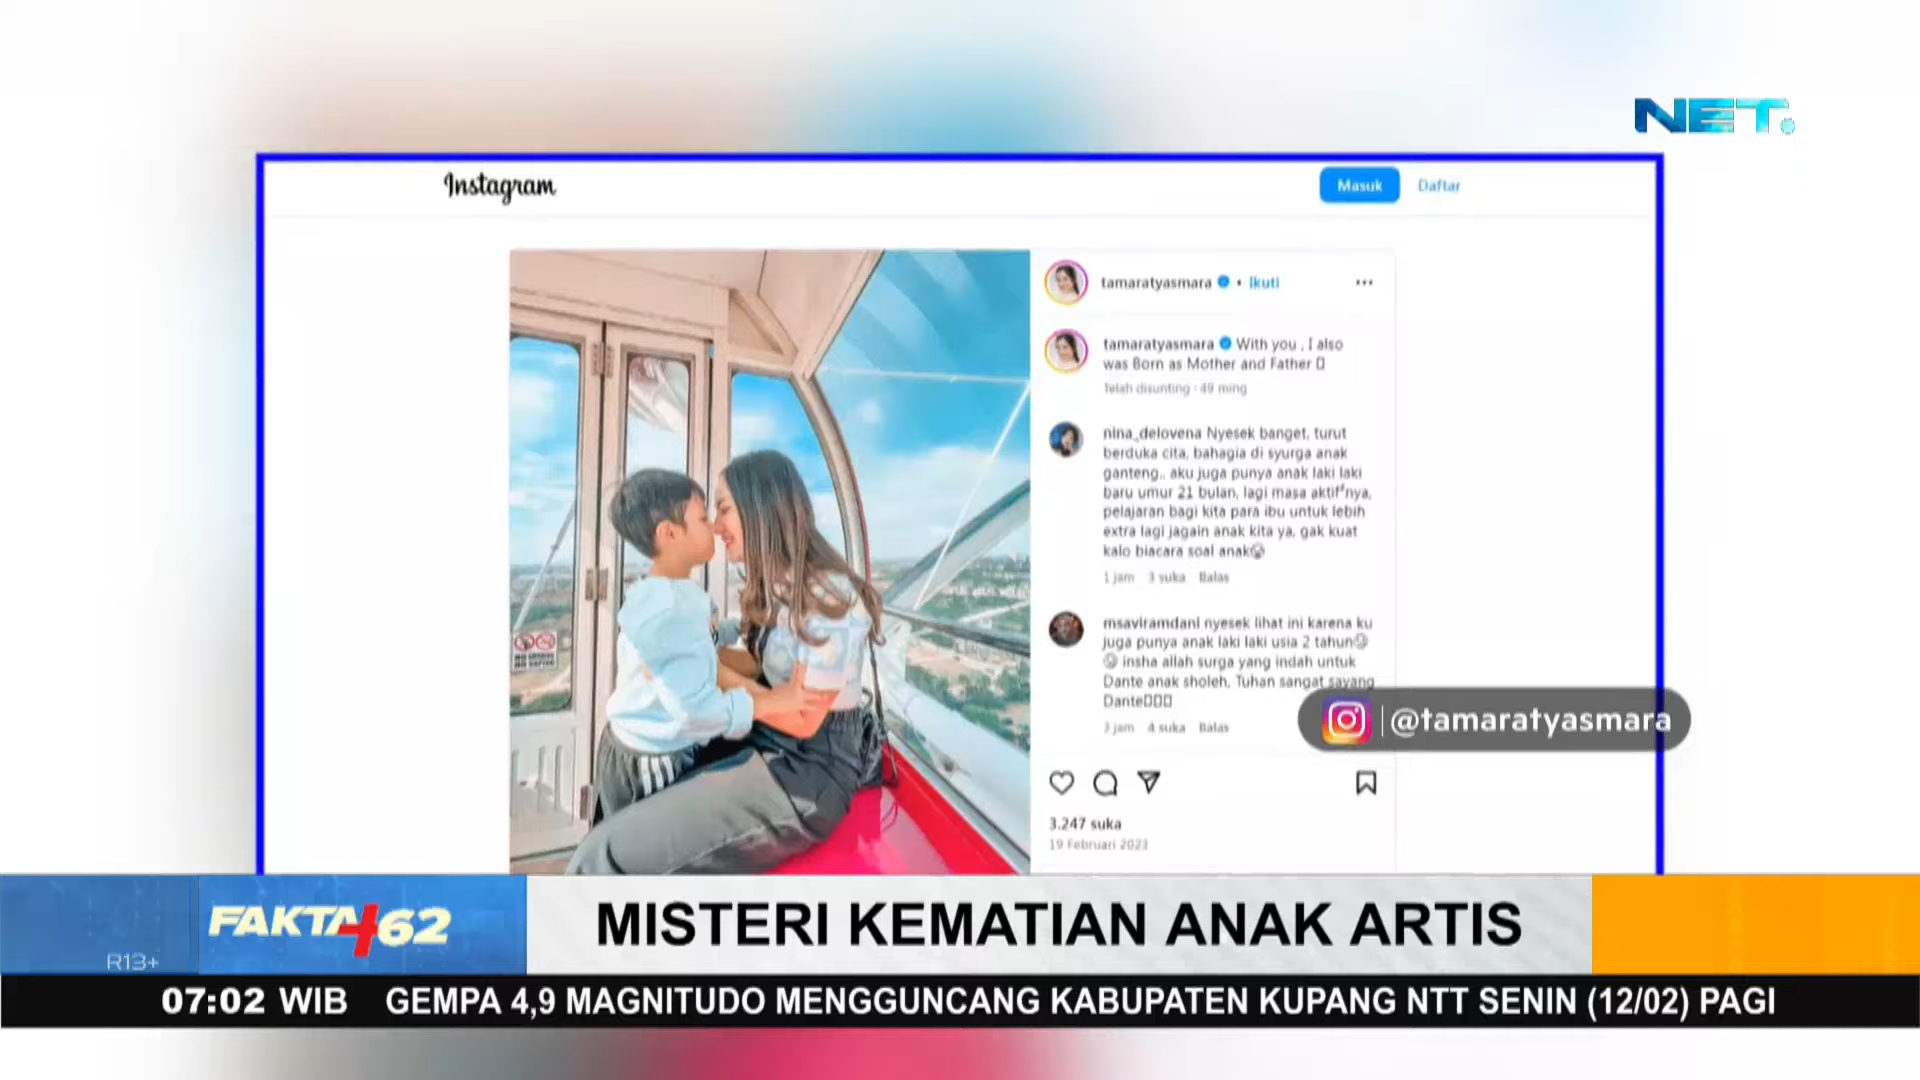 NET.
Instagram
Masuk
Daftar
tamaratyasmara • Ikuti
tamaratyasmara With you , I also
was Born as Mother and Father
Telah disunting · 49 ming
nina_delovena Nyesek banget, turut
berduka cita, bahagia di syurga anak
ganteng.. aku juga punya anak laki laki
baru umur 21 bulan, lagi masa aktif²nya,
pelajaran bagi kita para ibu untuk lebih
extra lagi jagain anak kita ya, gak kuat
kalo biacara soal anak😭
1 jam 3 suka Balas
msaviramdani nyesek lihat ini karena ku
juga punya anak laki laki usia 2 tahun
insha allah surga yang indah untuk
Dante anak sholeh, Tuhan sangat sayang
Dante
3 jam 4 suka Balas
@tamaratyasmara
3.247 suka
19 Februari 2023
FAKTA +62
MISTERI KEMATIAN ANAK ARTIS
R13+
07:02 WIB GEMPA 4,9 MAGNITUDO MENGGUNCANG KABUPATEN KUPANG NTT SENIN (12/02) PAGI